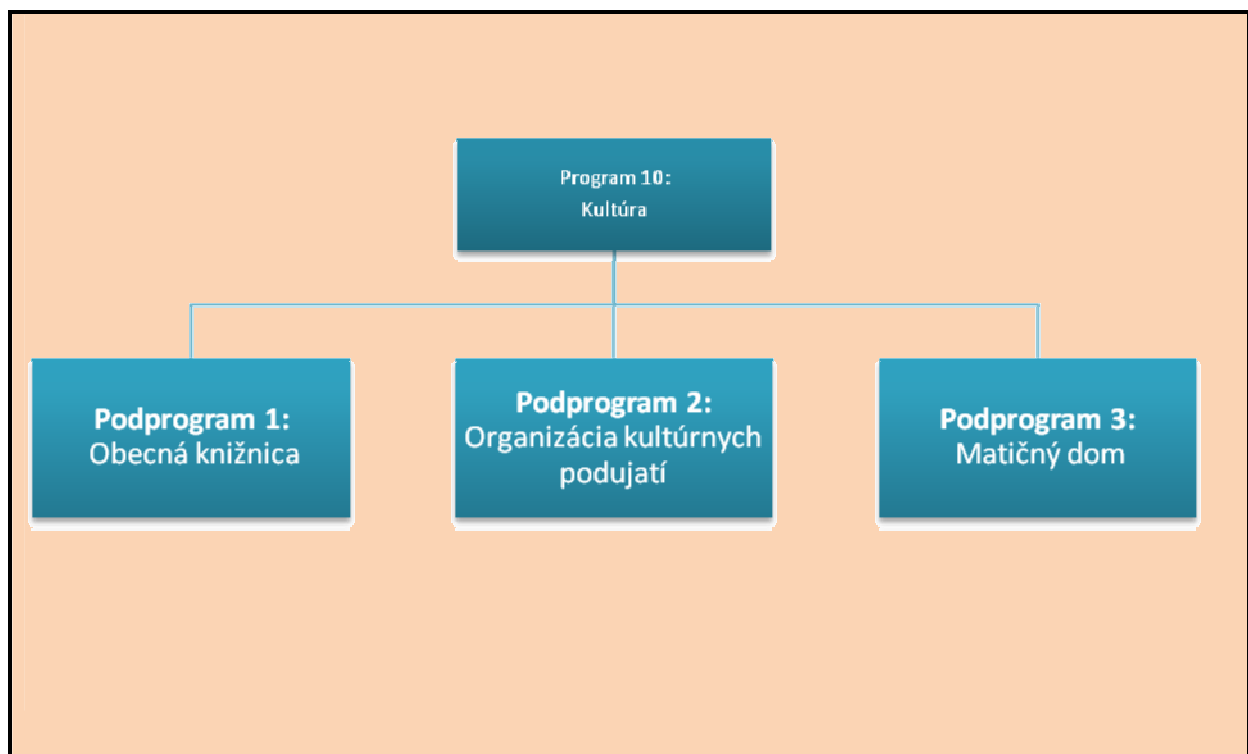 Program 10:
Kultúra
Podprogram 1:
Obecná knižnica
Podprogram 2:
Organizácia kultúrnych
podujatí
Podprogram 3:
Matičný dom